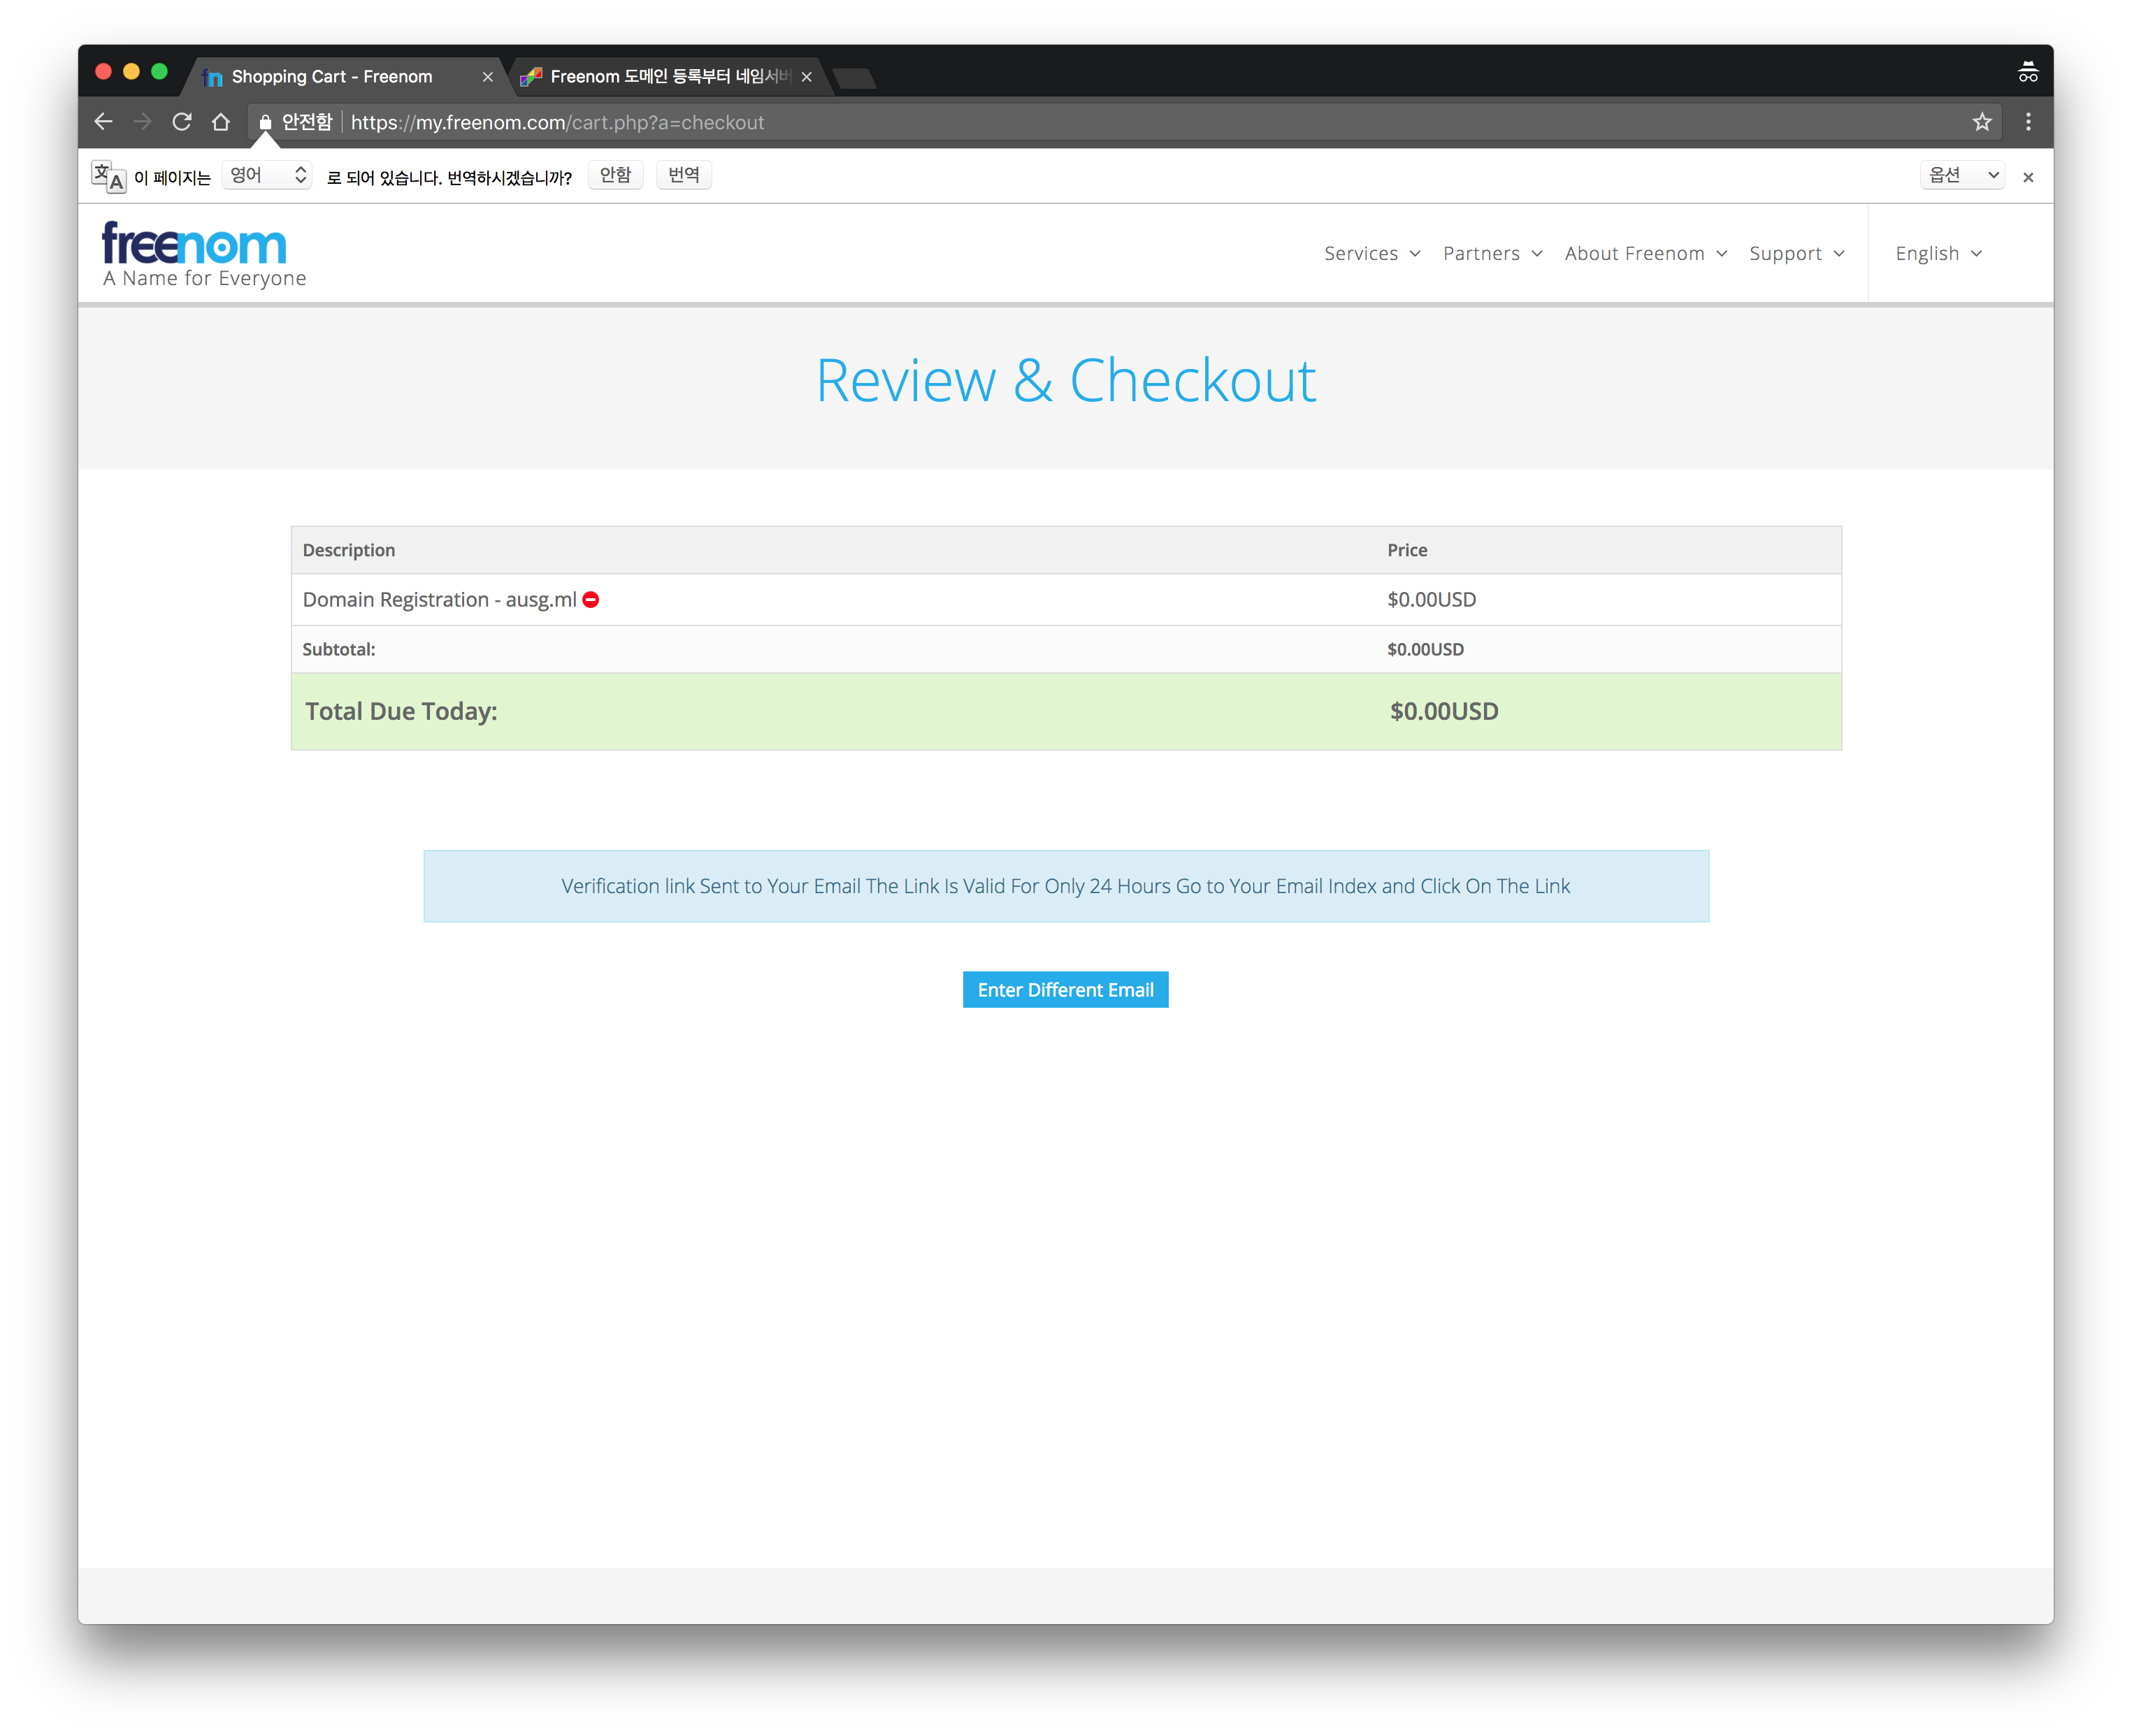 Shopping Cart - Freenom
Freenom 도메인 등록부터 네임서버
안전함 https://my.freenom.com/cart.php?a=checkout
이 페이지는 영어 로 되어 있습니다. 번역하시겠습니까? 안함 번역 옵션
freenom
A Name for Everyone
Services Partners About Freenom Support English
Review & Checkout
Description Price
Domain Registration - ausg.ml $0.00USD
Subtotal: $0.00USD
Total Due Today: $0.00USD
Verification link Sent to Your Email The Link Is Valid For Only 24 Hours Go to Your Email Index and Click On The Link
Enter Different Email